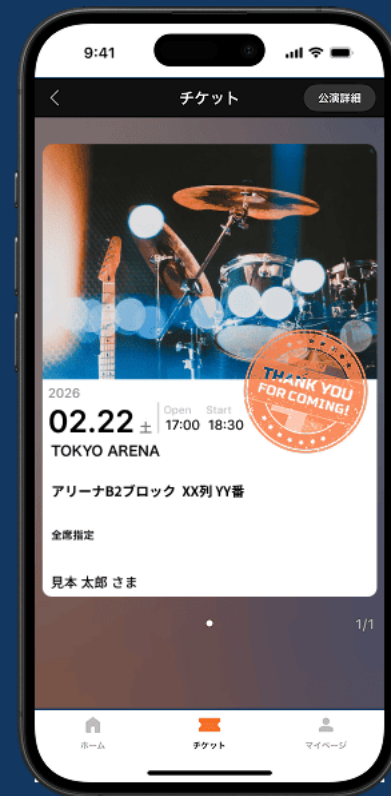 9:41
チケット
公演詳細
THANK YOU
FOR COMING!
2026
02.22 土
Open Start
17:00 18:30
TOKYO ARENA
アリーナB2ブロック XX列 YY番
全席指定
見本 太郎 さま
1/1
ホーム チケット マイページ